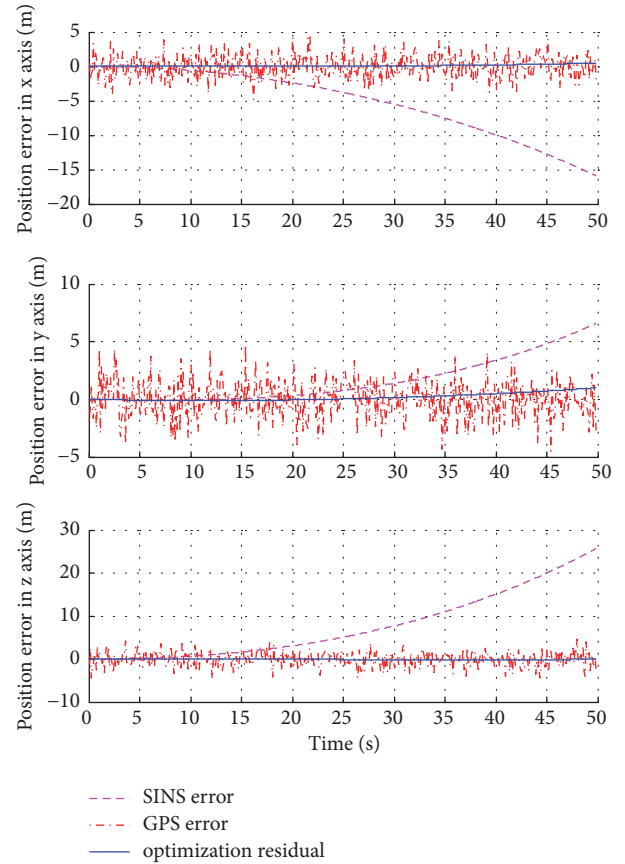 Position error in x axis (m)
5
0
−5
−10
−15
−20
0 5 10 15 20 25 30 35 40 45 50
Position error in y axis (m)
10
5
0
−5
0 5 10 15 20 25 30 35 40 45 50
Position error in z axis (m)
30
20
10
0
−10
0 5 10 15 20 25 30 35 40 45 50
Time (s)
SINS error
GPS error
optimization residual